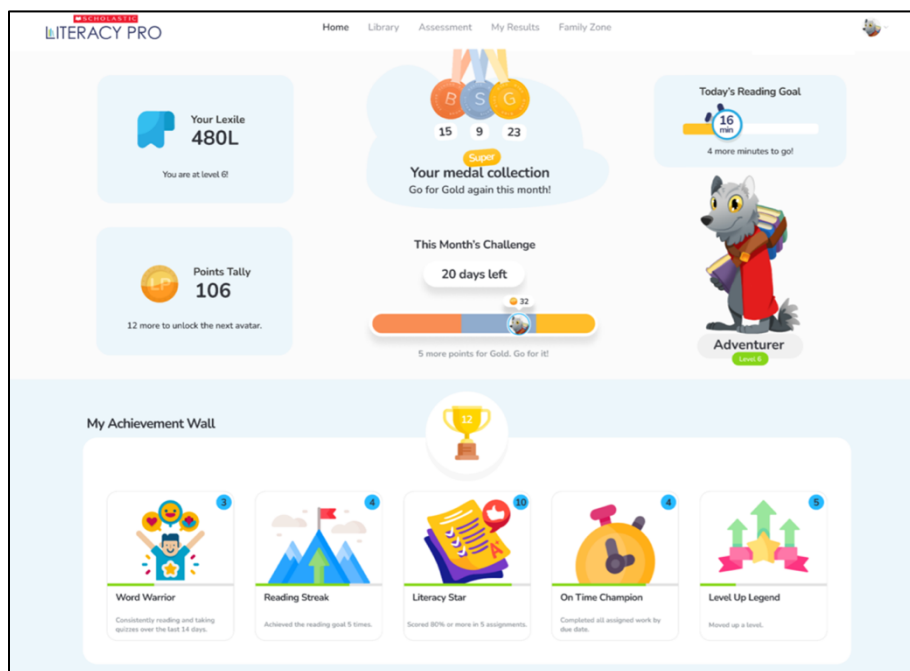 SCHOLASTIC
LITERACY PRO
Home Library Assessment My Results Family Zone
Your Lexile
480L
You are at level 6!
B S G
15 9 23
Super
Your medal collection
Go for Gold again this month!
Today's Reading Goal
16
min
4 more minutes to go!
LP
Points Tally
106
12 more to unlock the next avatar.
This Month's Challenge
20 days left
32
5 more points for Gold. Go for it!
Adventurer
Level 6
My Achievement Wall
12
3
Word Warrior
Consistently reading and taking
quizzes over the last 14 days.
4
Reading Streak
Achieved the reading goal 5 times.
10
A+
Literacy Star
Scored 80% or more in 5 assignments.
4
On Time Champion
Completed all assigned work by
due date.
5
Level Up Legend
Moved up a level.